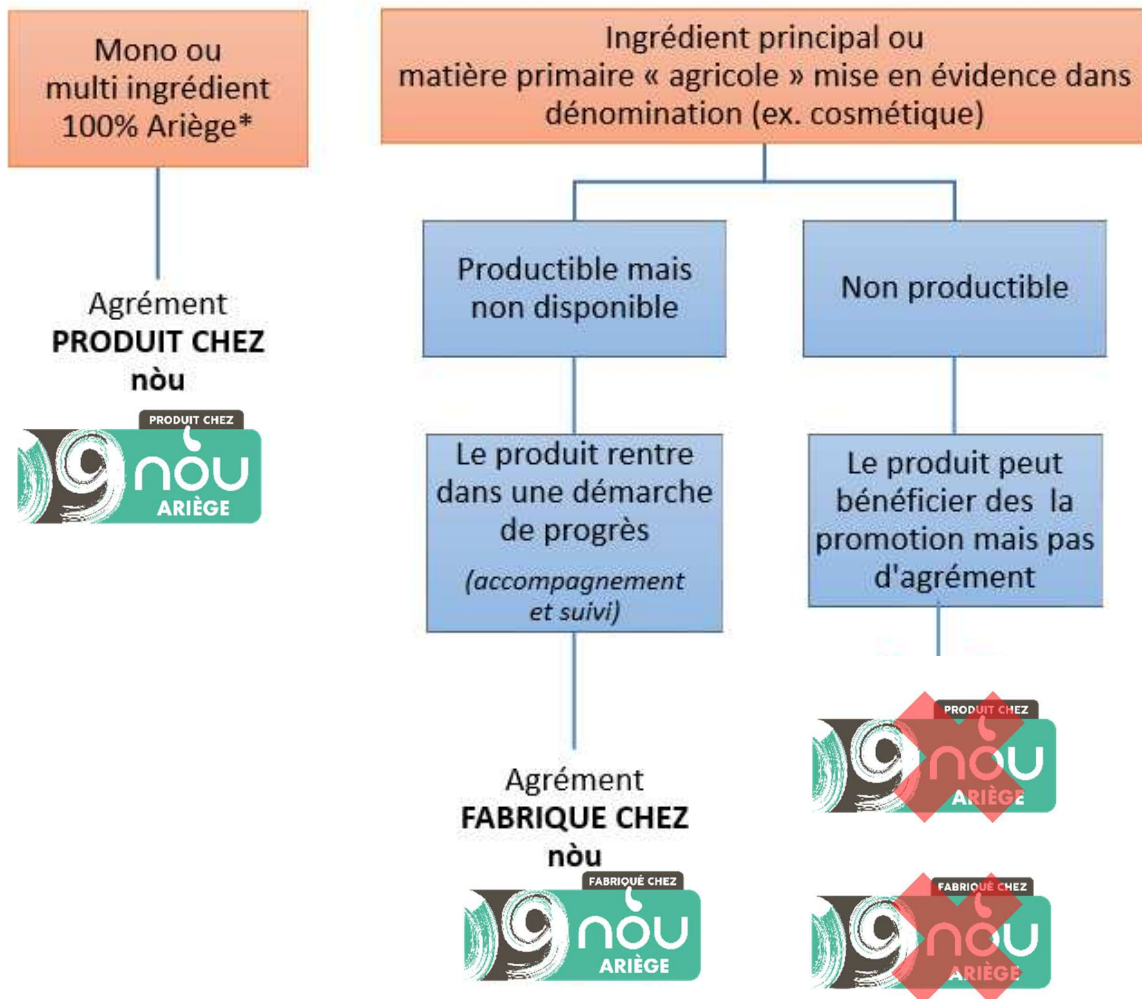 Mono ou
multi ingrédient
100% Ariège*
Agrément
PRODUIT CHEZ
nòu
PRODUIT CHEZ
nòu
ARIÈGE
Ingrédient principal ou
matière primaire « agricole » mise en évidence dans
dénomination (ex. cosmétique)
Productible mais
non disponible
Le produit rentre
dans une démarche
de progrès
(accompagnement
et suivi)
Agrément
FABRIQUE CHEZ
nòu
FABRIQUÉ CHEZ
nòu
ARIÈGE
Non productible
Le produit peut
bénéficier des  la
promotion mais pas
d'agrément
PRODUIT CHEZ
nòu
ARIÈGE
FABRIQUÉ CHEZ
nòu
ARIÈGE